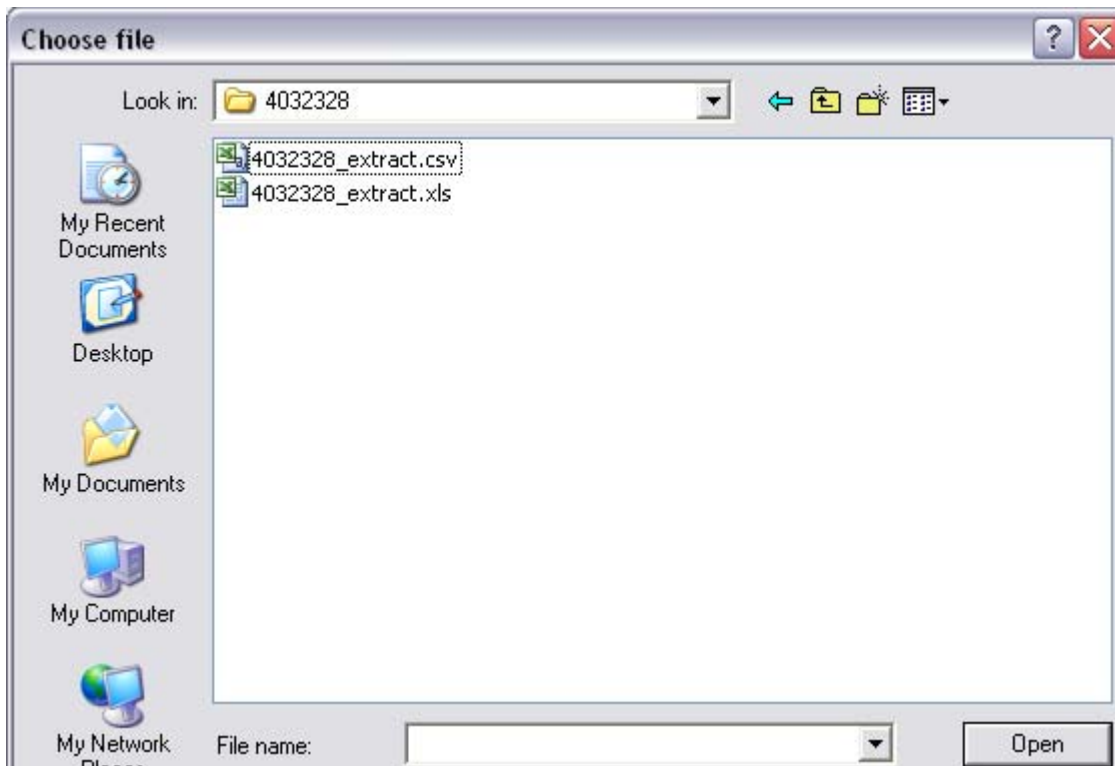 Choose file
Look in:
4032328
4032328_extract.csv
4032328_extract.xls
My Recent
Documents
Desktop
My Documents
My Computer
My Network
Places
File name:
Open